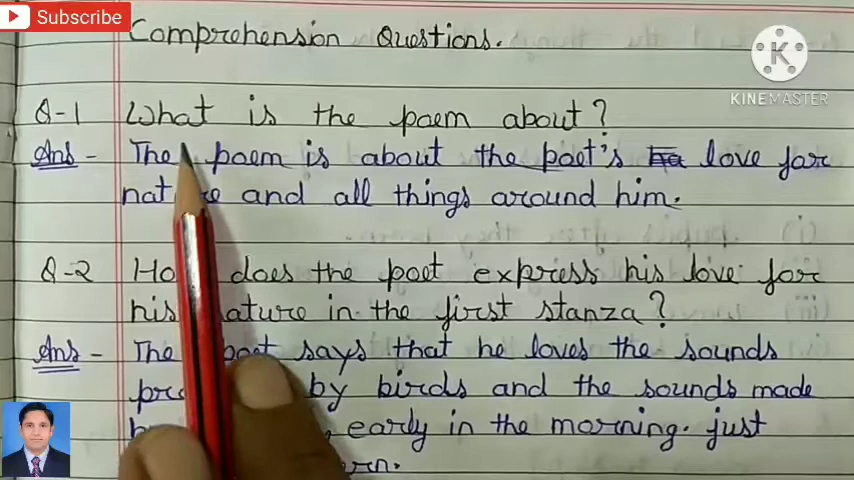 Subscribe
Comprehension Questions.
KINEMASTER
Q-1 What is the poem about?
Ans - The poem is about the poet's love for
and all things around him.
Q-2 does the poet express his love for
his nature in the first stanza?
Ans - The poet says that he loves the sounds
by birds and the sounds made
early in the morning. just